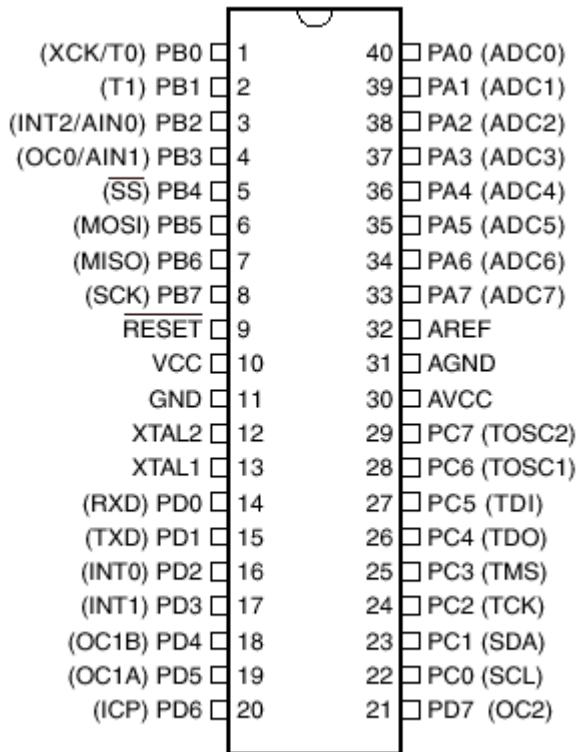 (XCK/T0) PB0 1 40 PA0 (ADC0)
(T1) PB1 2 39 PA1 (ADC1)
(INT2/AIN0) PB2 3 38 PA2 (ADC2)
(OC0/AIN1) PB3 4 37 PA3 (ADC3)
(S̅S̅) PB4 5 36 PA4 (ADC4)
(MOSI) PB5 6 35 PA5 (ADC5)
(MISO) PB6 7 34 PA6 (ADC6)
(SCK) PB7 8 33 PA7 (ADC7)
R̅E̅S̅E̅T̅ 9 32 AREF
VCC 10 31 AGND
GND 11 30 AVCC
XTAL2 12 29 PC7 (TOSC2)
XTAL1 13 28 PC6 (TOSC1)
(RXD) PD0 14 27 PC5 (TDI)
(TXD) PD1 15 26 PC4 (TDO)
(INT0) PD2 16 25 PC3 (TMS)
(INT1) PD3 17 24 PC2 (TCK)
(OC1B) PD4 18 23 PC1 (SDA)
(OC1A) PD5 19 22 PC0 (SCL)
(ICP) PD6 20 21 PD7 (OC2)